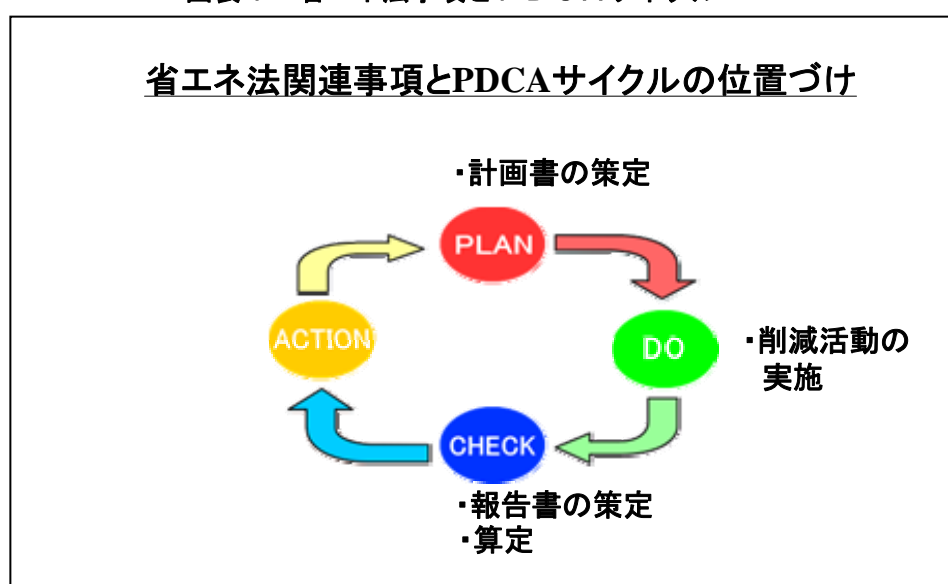 省エネ法関連事項とPDCAサイクルの位置づけ
・計画書の策定
PLAN
ACTION
DO
・削減活動の
実施
CHECK
・報告書の策定
・算定